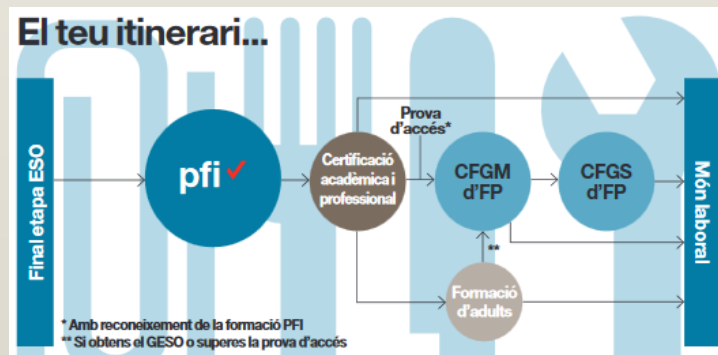 El teu itinerari...
Final etapa ESO
pfi
Certificació
acadèmica i
professional
Prova
d'accés*
CFGM
d'FP
CFGS
d'FP
Món laboral
**
Formació
d'adults
* Amb reconeixement de la formació PFI
** Si obtens el GESO o superes la prova d'accés